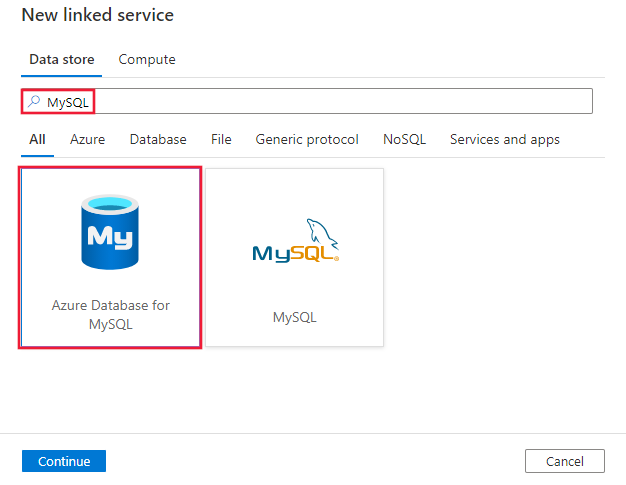 New linked service
Data store Compute
MySQL
All Azure Database File Generic protocol NoSQL Services and apps
My
MySQL
Azure Database for
MySQL
MySQL
Continue Cancel